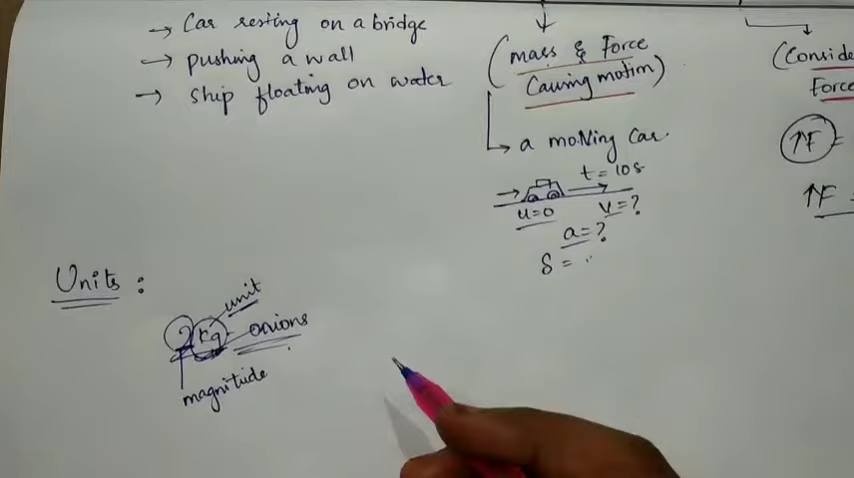 → Car resting on a bridge
→ pushing a wall
→ ship floating on water
(mass & Force
Causing motion)
a moving car.
t = 10s
u=0
v=?
a=?
S =
(Conside
Force
↑F =
↑F =
Units :
unit
2 kg - onions
magnitude